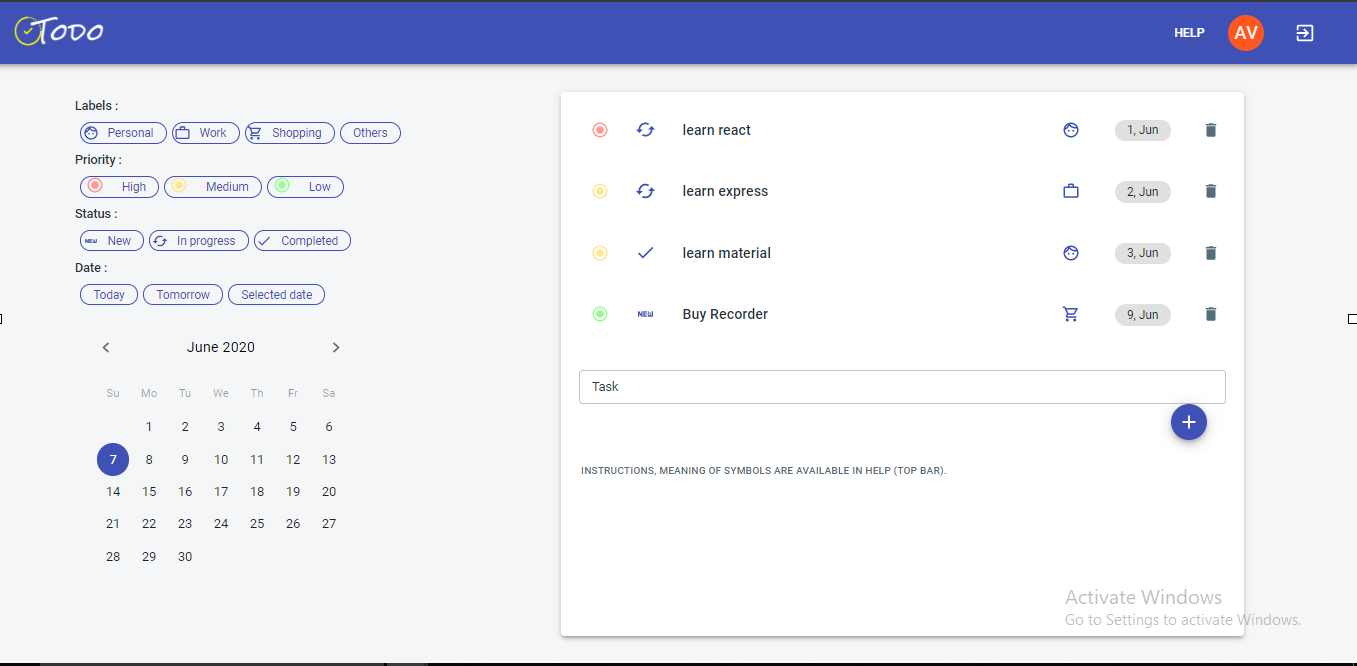 TODO
HELP AV
Labels :
Personal Work Shopping Others
Priority :
High Medium Low
Status :
NEW New In progress Completed
Date :
Today Tomorrow Selected date
June 2020
Su Mo Tu We Th Fr Sa
1 2 3 4 5 6
7 8 9 10 11 12 13
14 15 16 17 18 19 20
21 22 23 24 25 26 27
28 29 30
learn react 1, Jun
learn express 2, Jun
learn material 3, Jun
NEW Buy Recorder 9, Jun
Task
+
INSTRUCTIONS, MEANING OF SYMBOLS ARE AVAILABLE IN HELP (TOP BAR).
Activate Windows
Go to Settings to activate Windows.